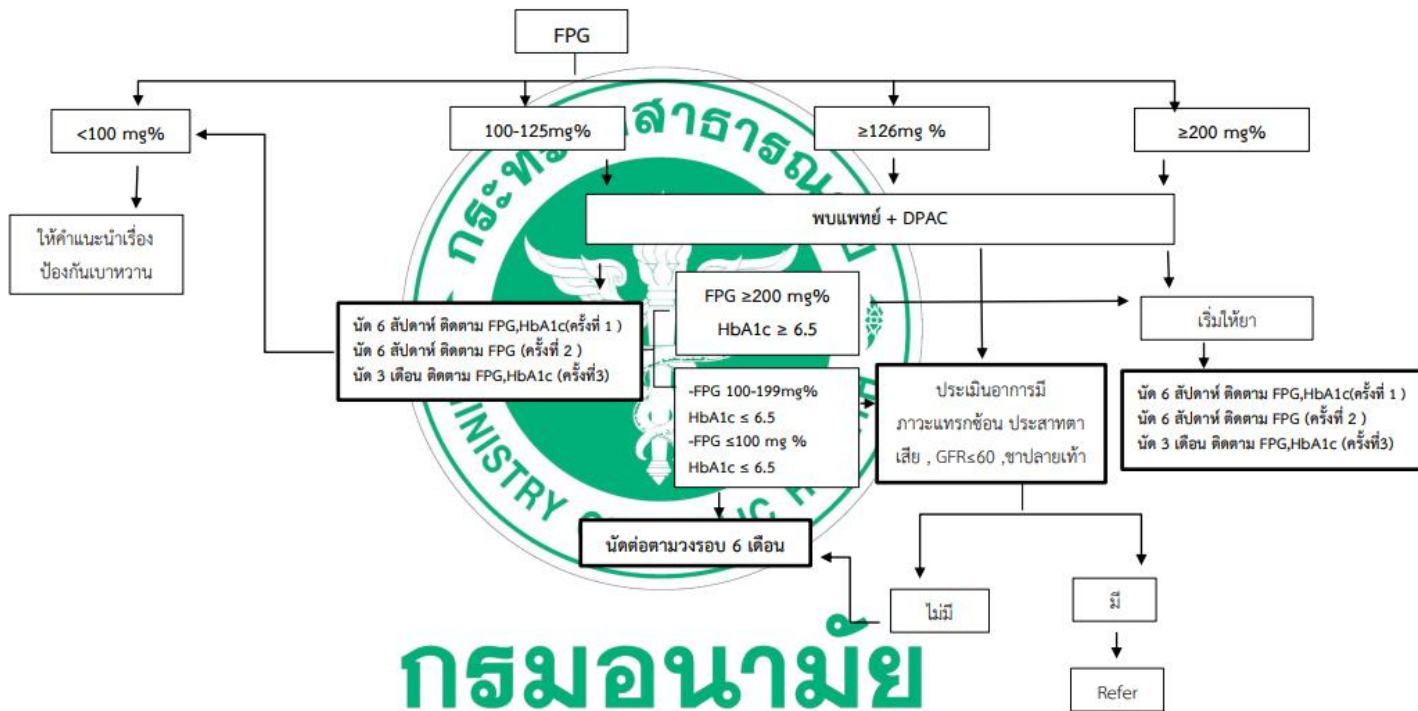 FPG
<100 mg%
100-125mg%
≥126mg %
≥200 mg%
ให้คำแนะนำเรื่อง
ป้องกันเบาหวาน
พบแพทย์ + DPAC
นัด 6 สัปดาห์ ติดตาม FPG,HbA1c(ครั้งที่ 1 )
นัด 6 สัปดาห์ ติดตาม FPG (ครั้งที่ 2 )
นัด 3 เดือน ติดตาม FPG,HbA1c (ครั้งที่3)
FPG ≥200 mg%
HbA1c ≥ 6.5
-FPG 100-199mg%
HbA1c ≤ 6.5
-FPG ≤100 mg %
HbA1c ≤ 6.5
เริ่มให้ยา
นัด 6 สัปดาห์ ติดตาม FPG,HbA1c(ครั้งที่ 1 )
นัด 6 สัปดาห์ ติดตาม FPG (ครั้งที่ 2 )
นัด 3 เดือน ติดตาม FPG,HbA1c (ครั้งที่3)
ประเมินอาการมี
ภาวะแทรกซ้อน ประสาทตา
เสีย , GFR≤60 ,ชาปลายเท้า
นัดต่อตามวงรอบ 6 เดือน
ไม่มี
มี
Refer
MINISTRY
กรมอนามัย